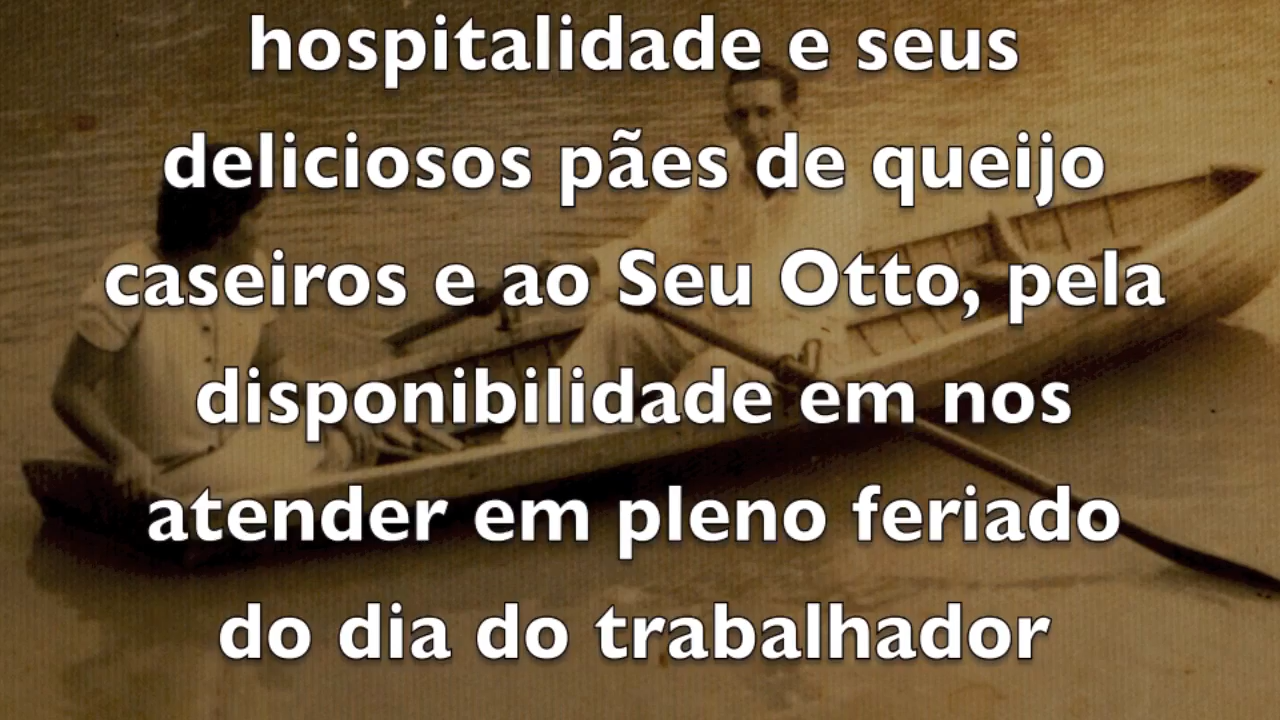 hospitalidade e seus
deliciosos pães de queijo
caseiros e ao Seu Otto, pela
disponibilidade em nos
atender em pleno feriado
do dia do trabalhador